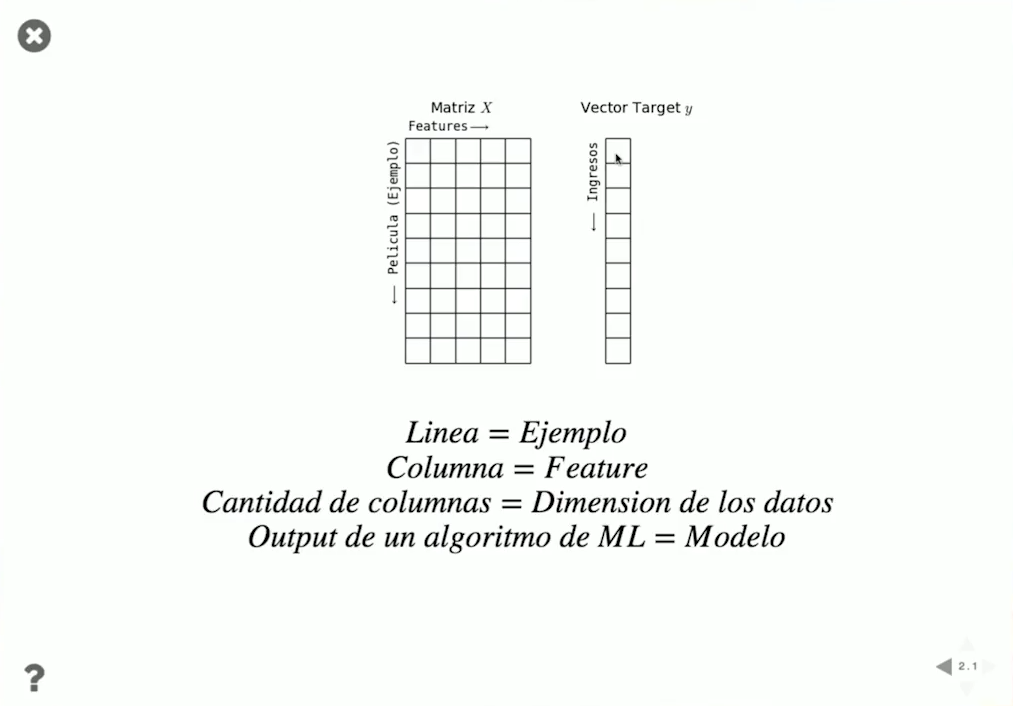 Matriz X
Vector Target y
Features →
← Pelicula (Ejemplo)
← Ingresos
Linea = Ejemplo
Columna = Feature
Cantidad de columnas = Dimension de los datos
Output de un algoritmo de ML = Modelo
?
2.1